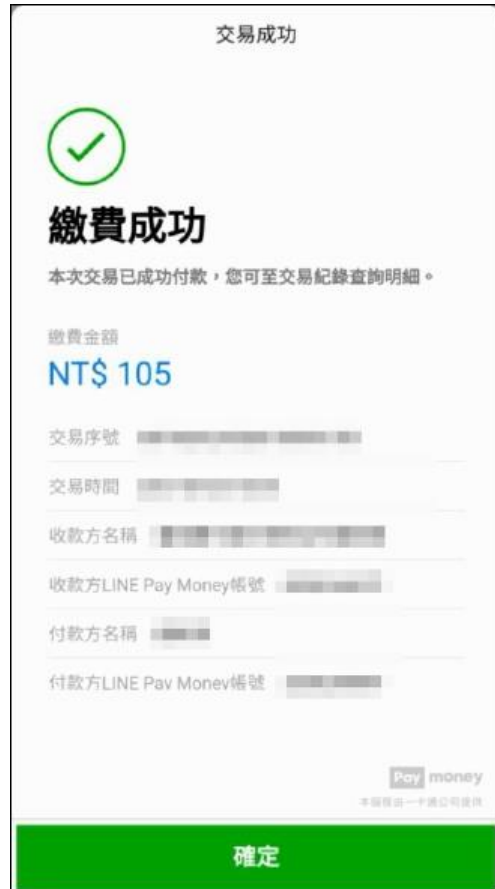 交易成功
繳費成功
本次交易已成功付款，您可至交易紀錄查詢明細。
繳費金額
NT$ 105
交易序號
交易時間
收款方名稱
收款方LINE Pay Money帳號
付款方名稱
付款方LINE Pay Money帳號
Pay money
確定